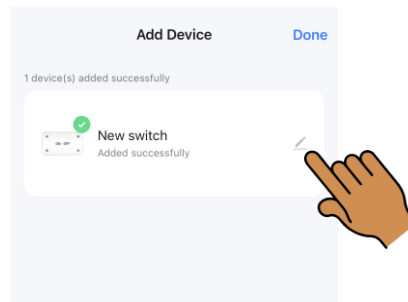 Add Device
Done
1 device(s) added successfully
ON - OFF
New switch
Added successfully